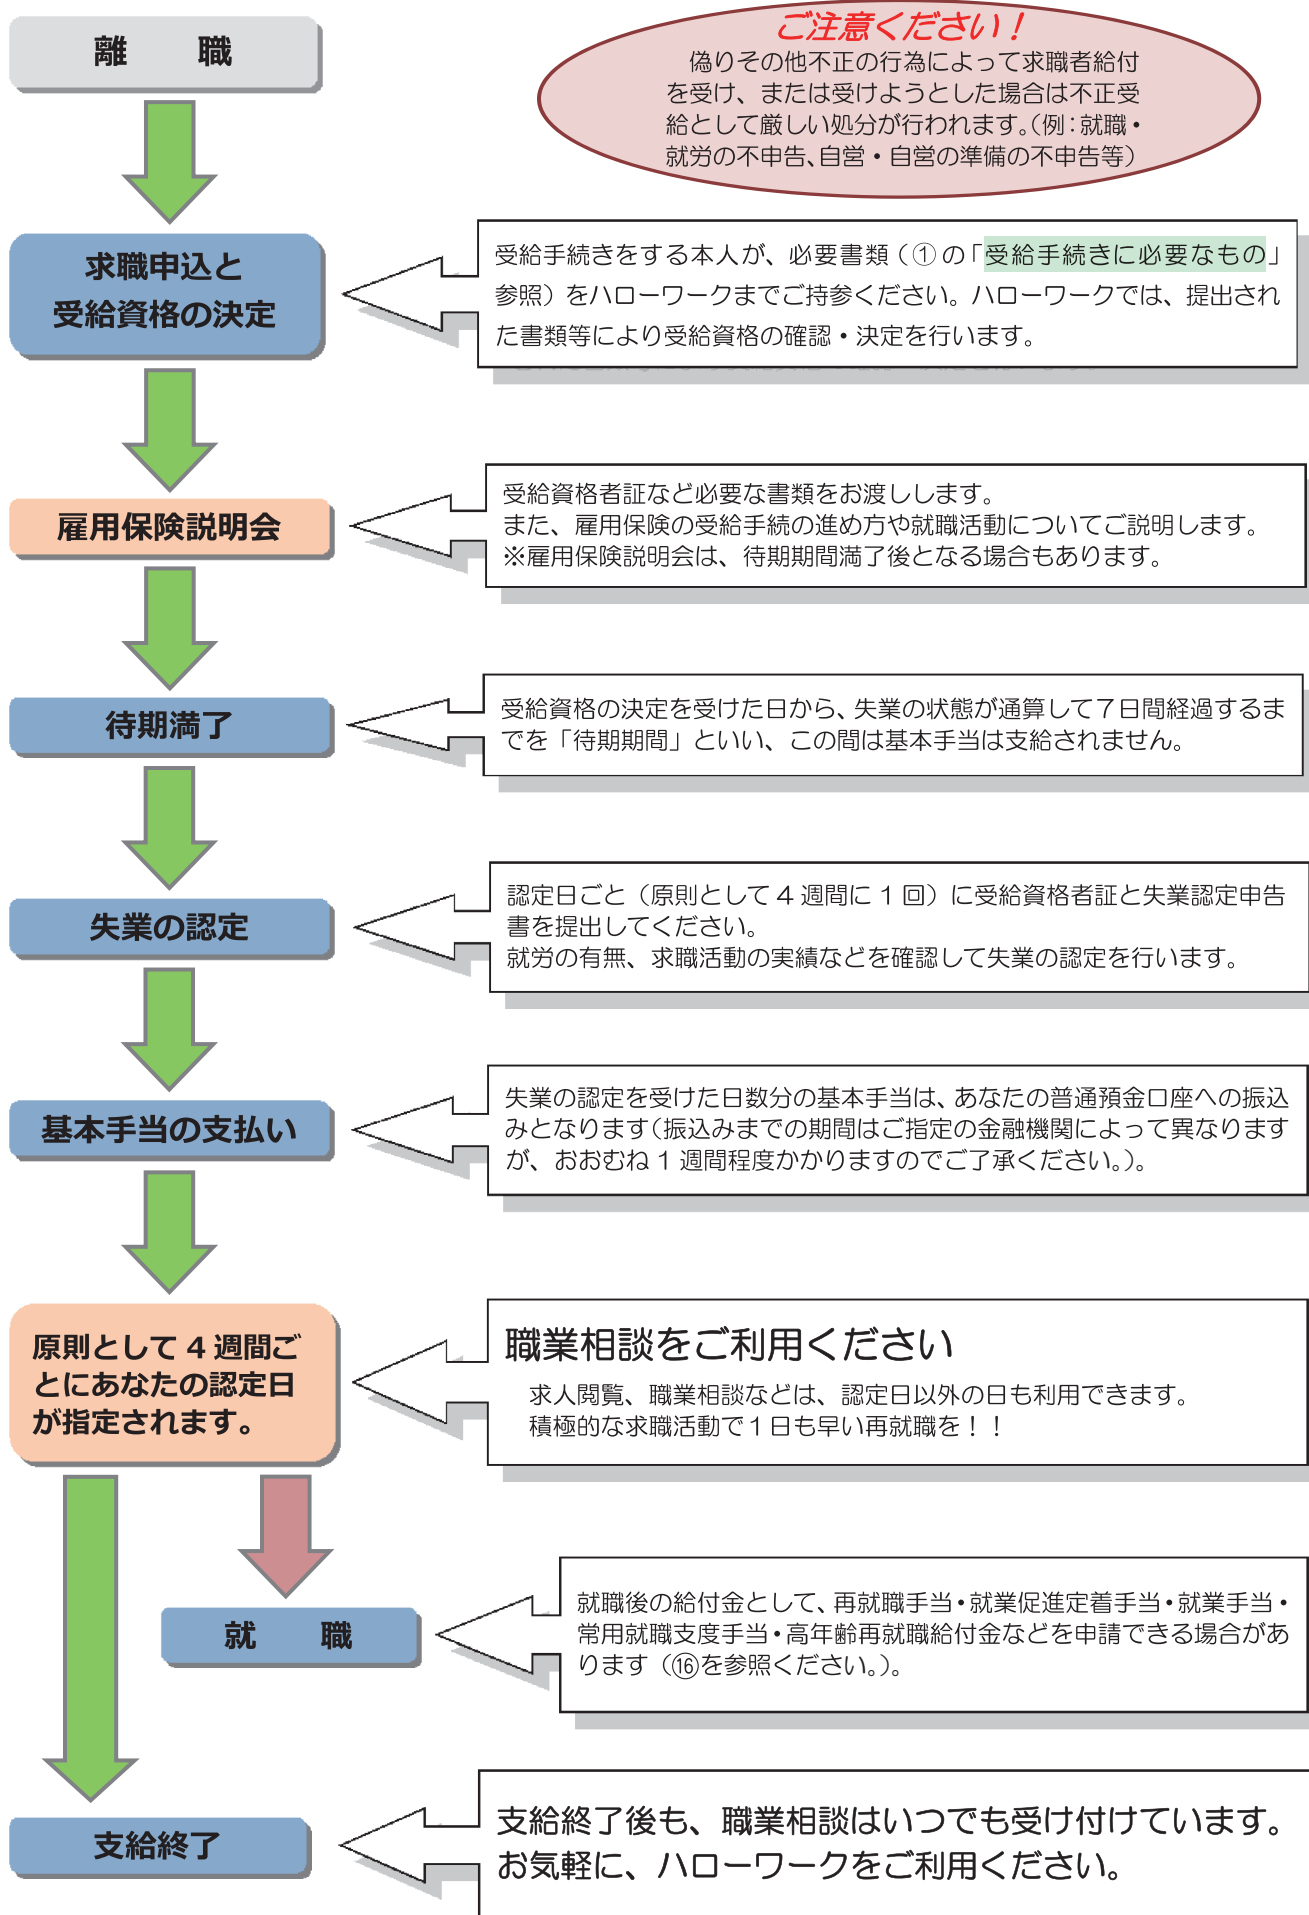 離　　職
ご注意ください！
偽りその他不正の行為によって求職者給付
を受け、または受けようとした場合は不正受
給として厳しい処分が行われます。（例：就職・
就労の不申告、自営・自営の準備の不申告等）
求職申込と
受給資格の決定
受給手続きをする本人が、必要書類（①の「受給手続きに必要なもの」
参照）をハローワークまでご持参ください。ハローワークでは、提出され
た書類等により受給資格の確認・決定を行います。
雇用保険説明会
受給資格者証など必要な書類をお渡しします。
また、雇用保険の受給手続の進め方や就職活動についてご説明します。
※雇用保険説明会は、待期期間満了後となる場合もあります。
待期満了
受給資格の決定を受けた日から、失業の状態が通算して７日間経過するま
でを「待期期間」といい、この間は基本手当は支給されません。
失業の認定
認定日ごと（原則として４週間に１回）に受給資格者証と失業認定申告
書を提出してください。
就労の有無、求職活動の実績などを確認して失業の認定を行います。
基本手当の支払い
失業の認定を受けた日数分の基本手当は、あなたの普通預金口座への振込
みとなります（振込みまでの期間はご指定の金融機関によって異なります
が、おおむね１週間程度かかりますのでご了承ください。）。
原則として４週間ご
とにあなたの認定日
が指定されます。
職業相談をご利用ください
求人閲覧、職業相談などは、認定日以外の日も利用できます。
積極的な求職活動で１日も早い再就職を！！
就　　職
就職後の給付金として、再就職手当・就業促進定着手当・就業手当・
常用就職支度手当・高年齢再就職給付金などを申請できる場合があ
ります（⑯を参照ください。）。
支給終了
支給終了後も、職業相談はいつでも受け付けています。
お気軽に、ハローワークをご利用ください。